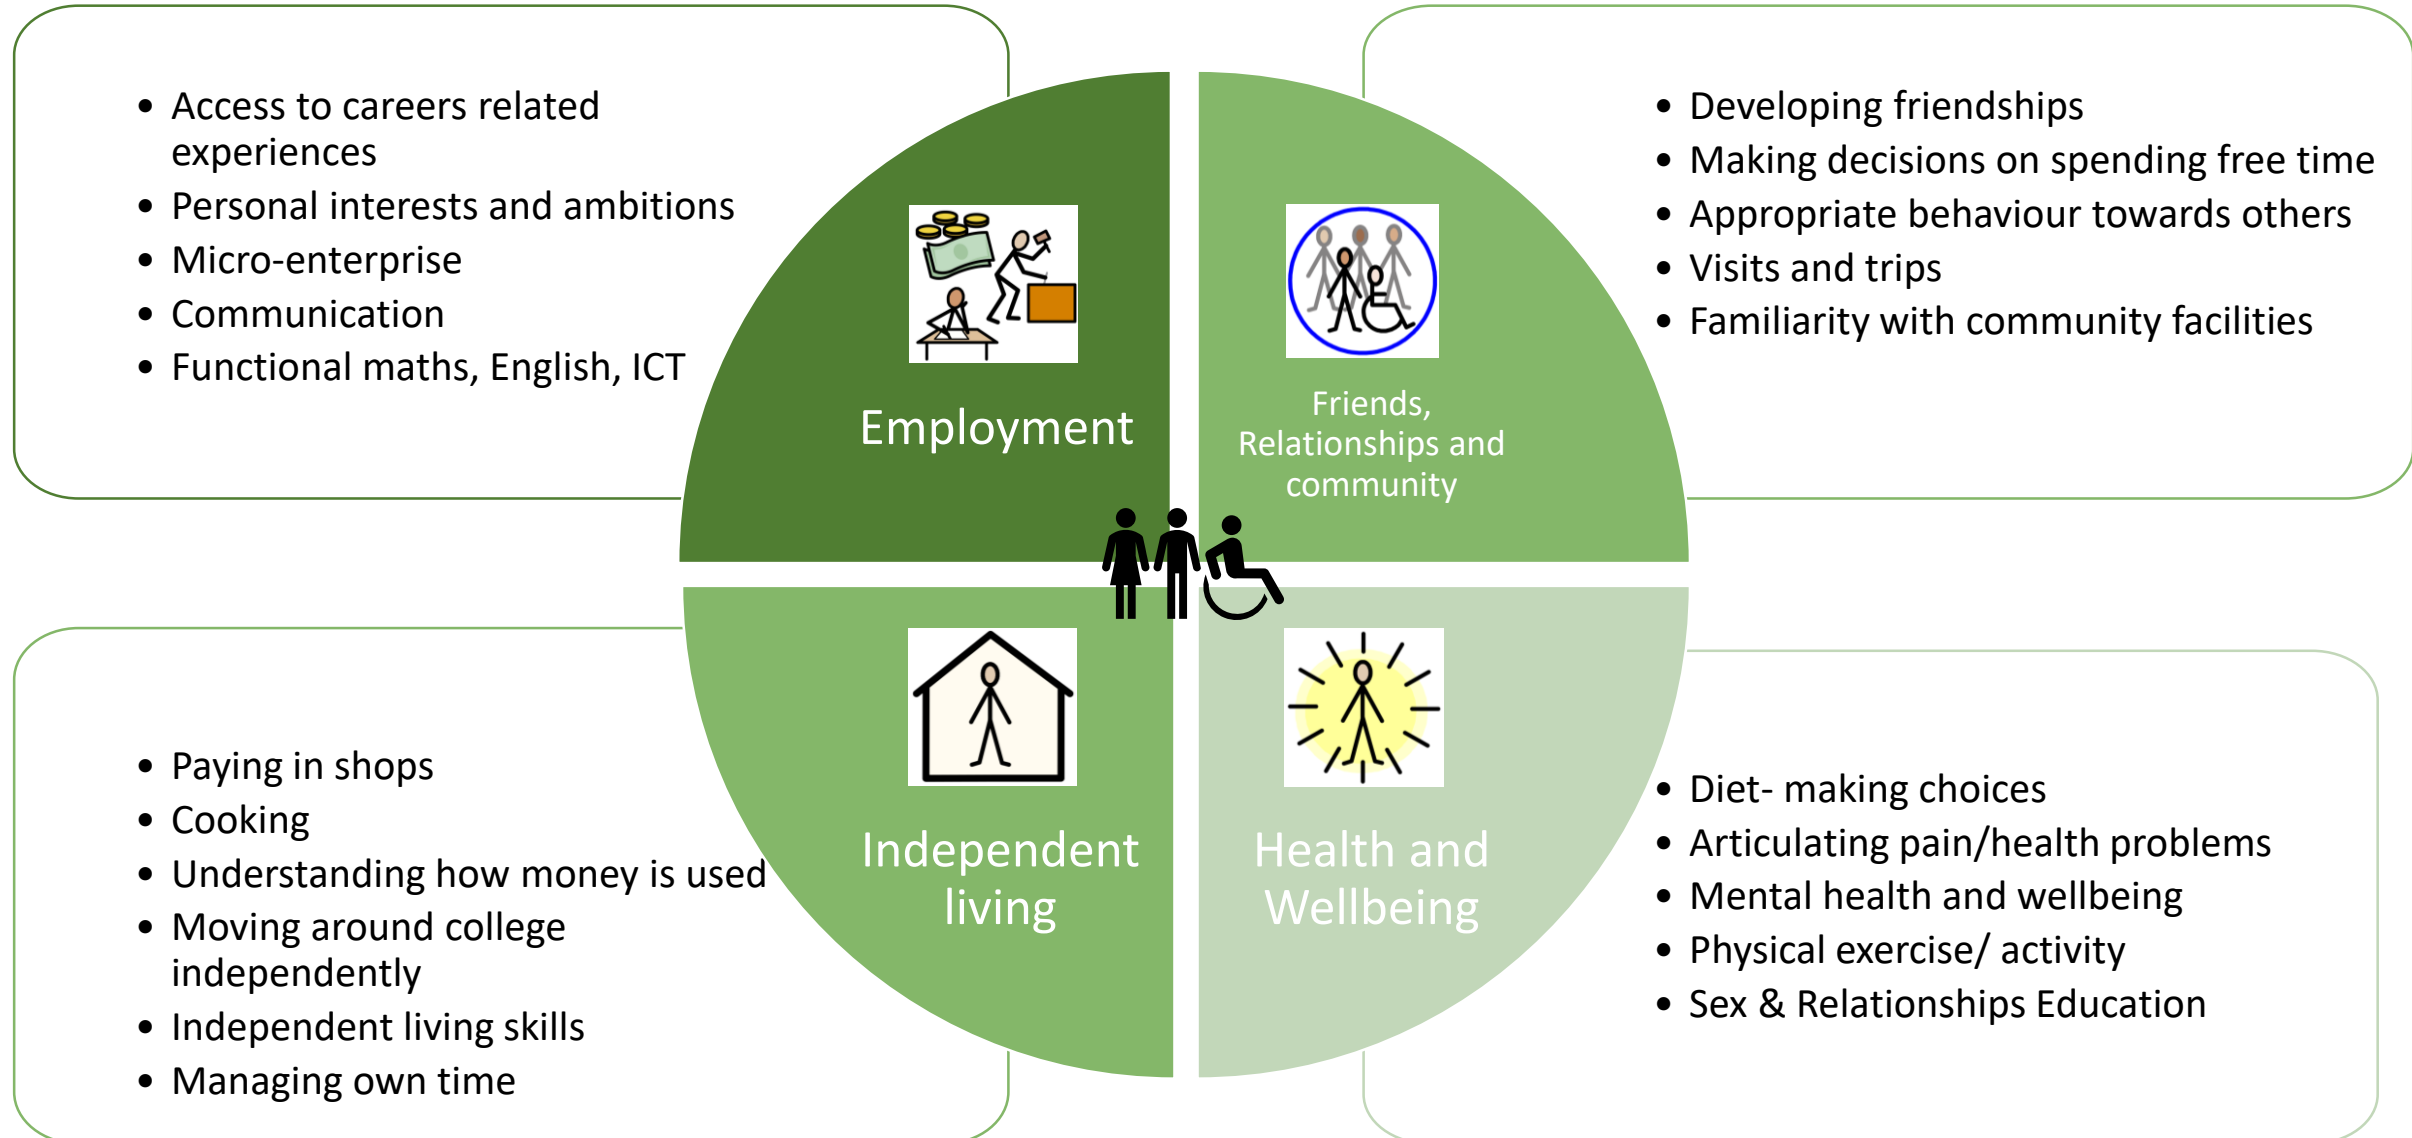 • Access to careers related
experiences
• Personal interests and ambitions
• Micro-enterprise
• Communication
• Functional maths, English, ICT
Employment
• Developing friendships
• Making decisions on spending free time
• Appropriate behaviour towards others
• Visits and trips
• Familiarity with community facilities
Friends,
Relationships and
community
• Paying in shops
• Cooking
• Understanding how money is used
• Moving around college
independently
• Independent living skills
• Managing own time
Independent
living
Health and
Wellbeing
• Diet- making choices
• Articulating pain/health problems
• Mental health and wellbeing
• Physical exercise/ activity
• Sex & Relationships Education